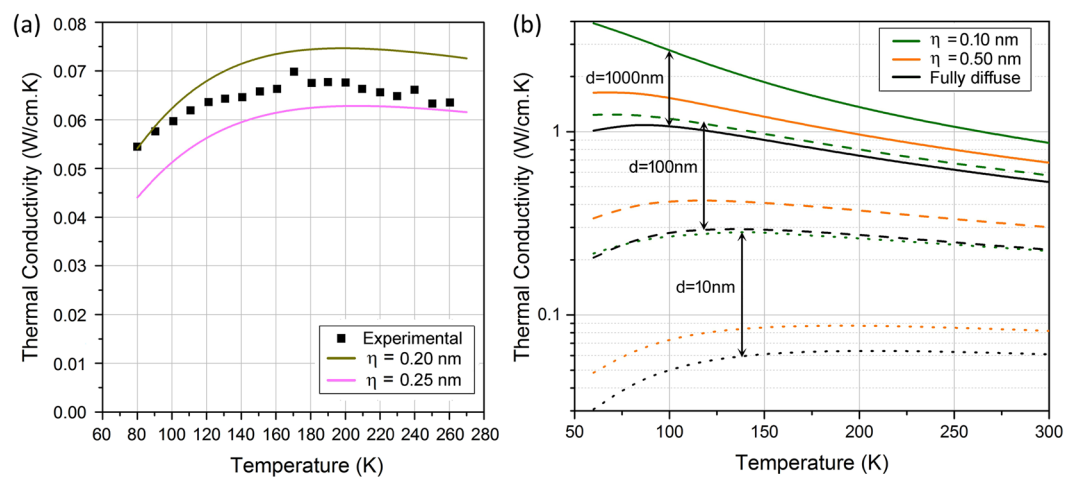 (a)
0.08
0.07
0.06
0.05
0.04
0.03
0.02
0.01
0.00
Thermal Conductivity (W/cm.K)
Experimental
η = 0.20 nm
η = 0.25 nm
60 80 100 120 140 160 180 200 220 240 260 280
Temperature (K)
(b)
1
0.1
Thermal Conductivity (W/cm.K)
η =0.10 nm
η =0.50 nm
Fully diffuse
d=1000nm
d=100nm
d=10nm
50 100 150 200 250 300
Temperature (K)